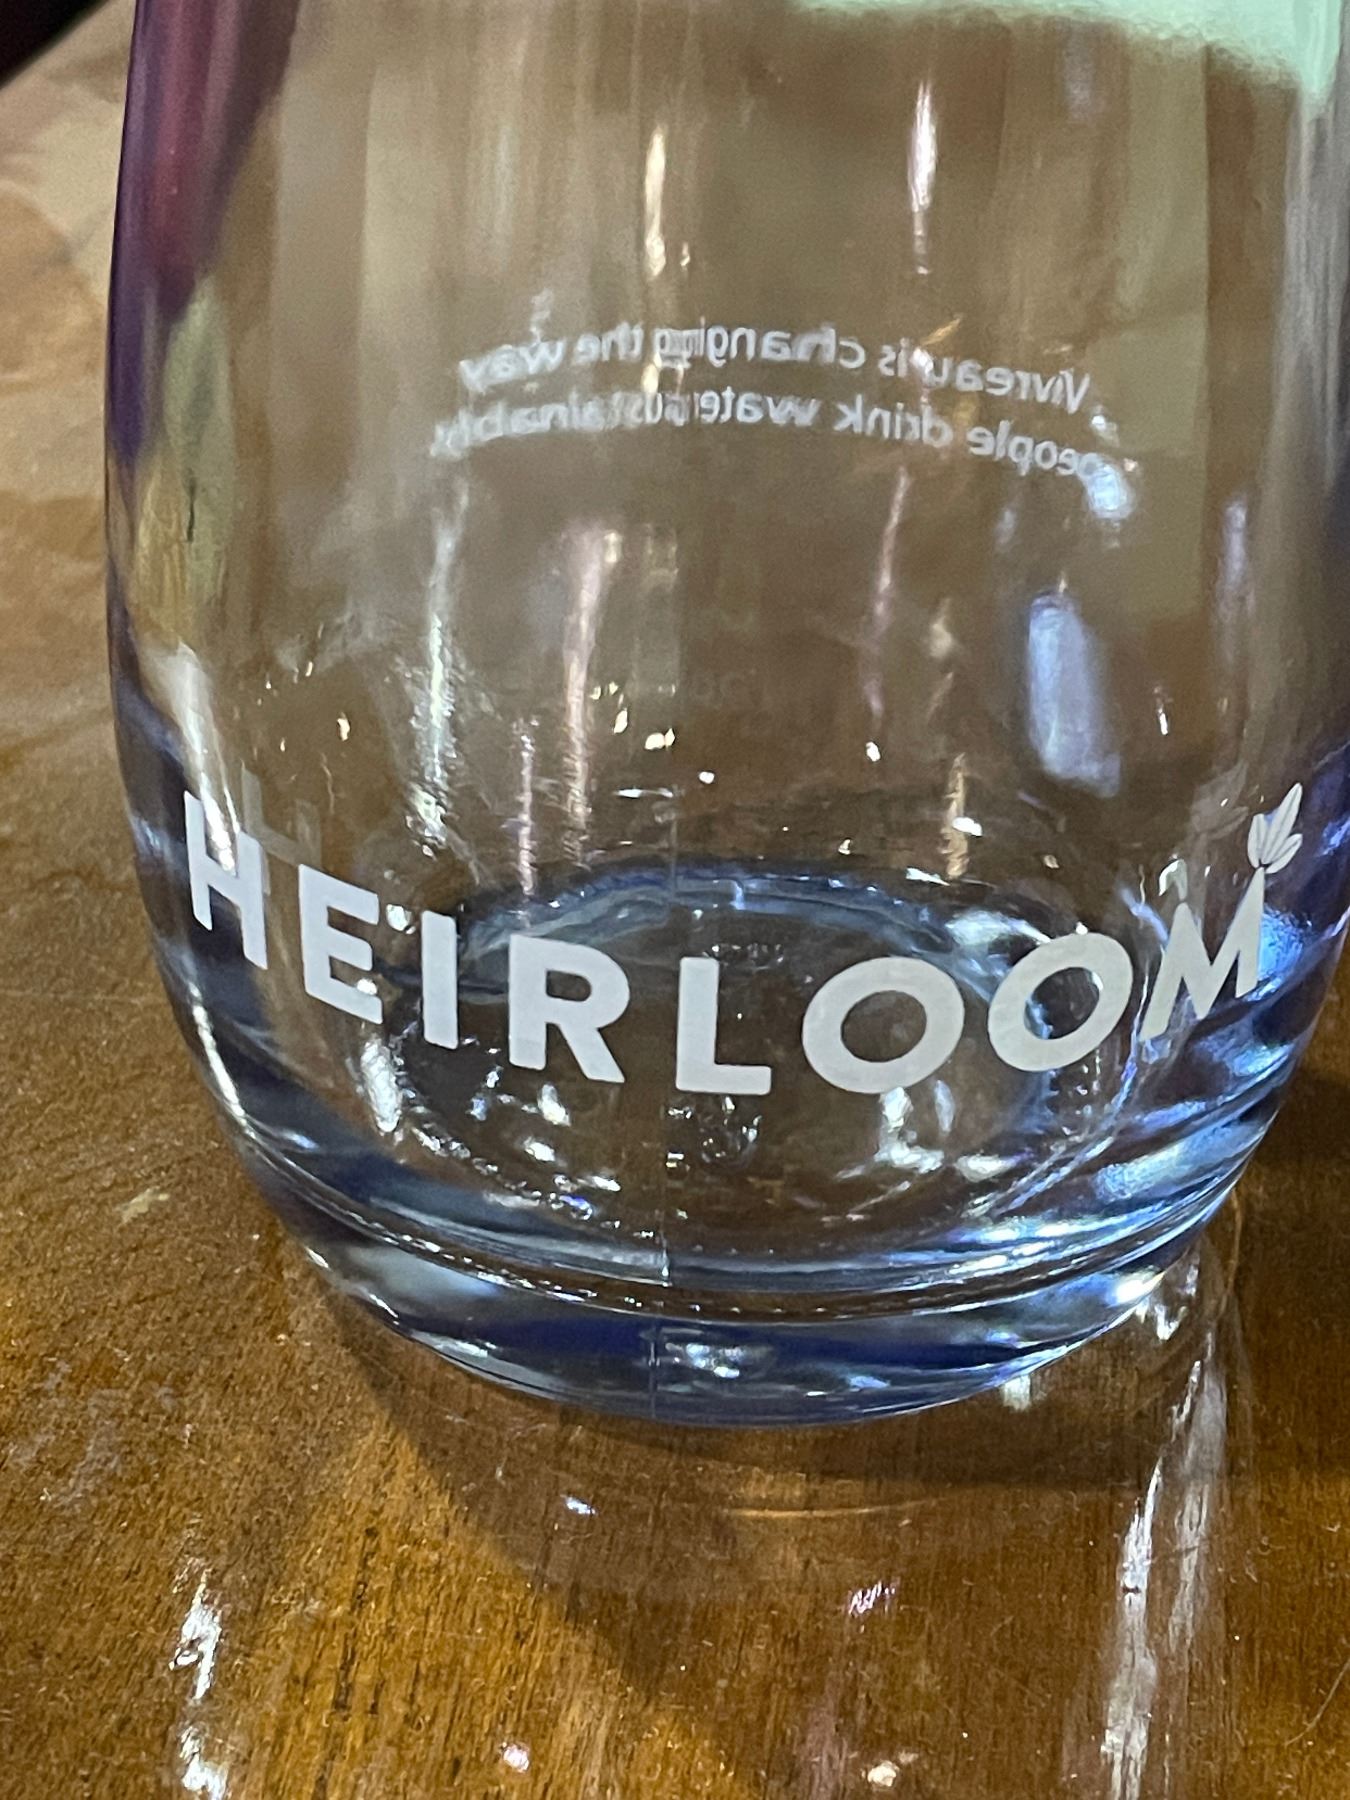 Vivreau is changing the way
people drink water sustainably
HEIRLOOM